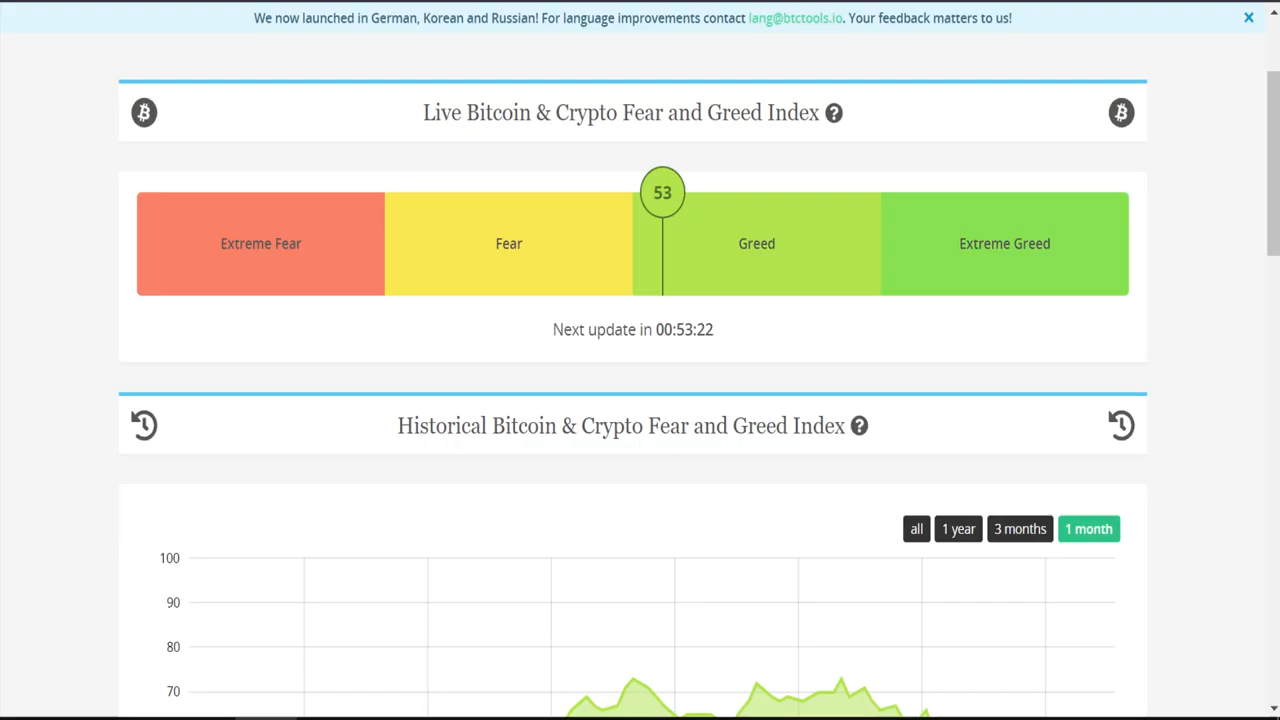 We now launched in German, Korean and Russian! For language improvements contact lang@btctools.io. Your feedback matters to us!
×
Live Bitcoin & Crypto Fear and Greed Index ?
53
Extreme Fear Fear Greed Extreme Greed
Next update in 00:53:22
Historical Bitcoin & Crypto Fear and Greed Index ?
all 1 year 3 months 1 month
100
90
80
70